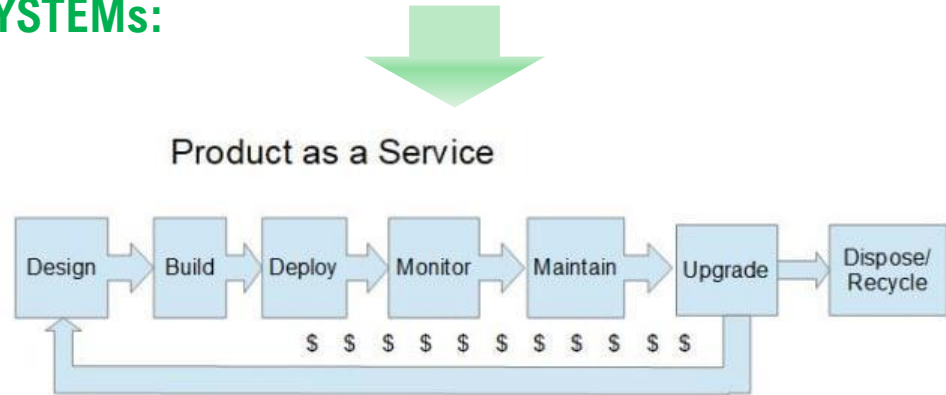 YSTEMs:
Product as a Service
Design
Build
Deploy
Monitor
Maintain
Upgrade
Dispose/
Recycle
$ $ $ $ $ $ $ $ $ $ $